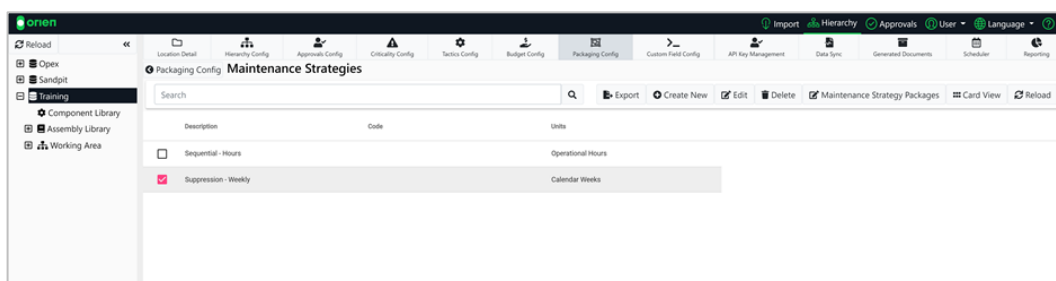 orien
Import Hierarchy Approvals User Language
Reload
Opex
Sandpit
Training
Component Library
Assembly Library
Working Area
Location Detail Hierarchy Config Approvals Config Criticality Config Tactics Config Budget Config Packaging Config Custom Field Config API Key Management Data Sync Generated Documents Scheduler Reporting
Packaging Config Maintenance Strategies
Search Export Create New Edit Delete Maintenance Strategy Packages Card View Reload
Description Code Units
Sequential - Hours Operational Hours
Suppression - Weekly Calendar Weeks